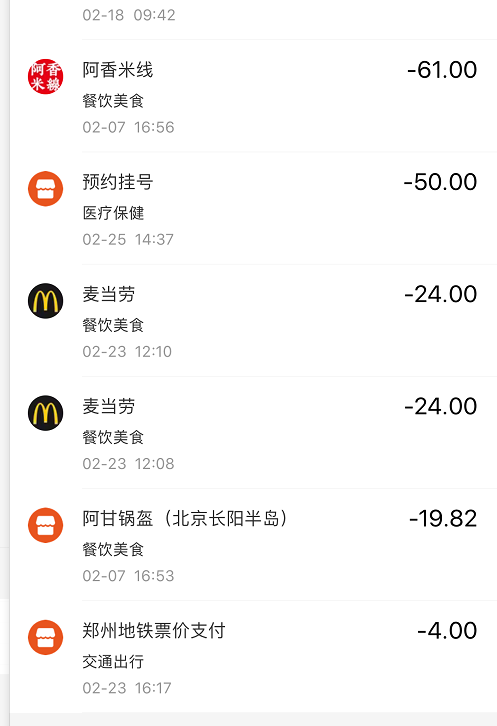 02-18 09:42
阿香米线
-61.00
阿香
米線
餐饮美食
02-07 16:56
预约挂号
-50.00
医疗保健
02-25 14:37
麦当劳
-24.00
餐饮美食
02-23 12:10
麦当劳
-24.00
餐饮美食
02-23 12:08
阿甘锅盔（北京长阳半岛）
-19.82
餐饮美食
02-07 16:53
郑州地铁票价支付
-4.00
交通出行
02-23 16:17